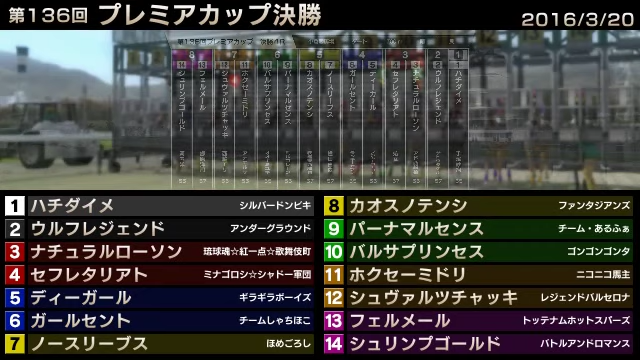 第136回 プレミアカップ決勝 2016/3/20
1 ハチダイメ シルバードンビキ
2 ウルフレジェンド アンダーグラウンド
3 ナチュラルローソン 琉球魂☆紅一点☆歌舞伎町
4 セフレタリアト ミナゴロシ☆シャドー軍団
5 ディーガール ギラギラボーイズ
6 ガールセント チームしゃちほこ
7 ノースリーブス ほめごろし
8 カオスノテンシ ファンタジアンズ
9 バーナマルセンス チーム・あるふぁ
10 バルサプリンセス ゴンゴンゴンタ
11 ホクセーミドリ ニコニコ馬主
12 シュヴァルツチャッキ レジェンドバルセロナ
13 フェルメール トッテナムホットスパーズ
14 シュリンプゴールド バトルアンドロマンス